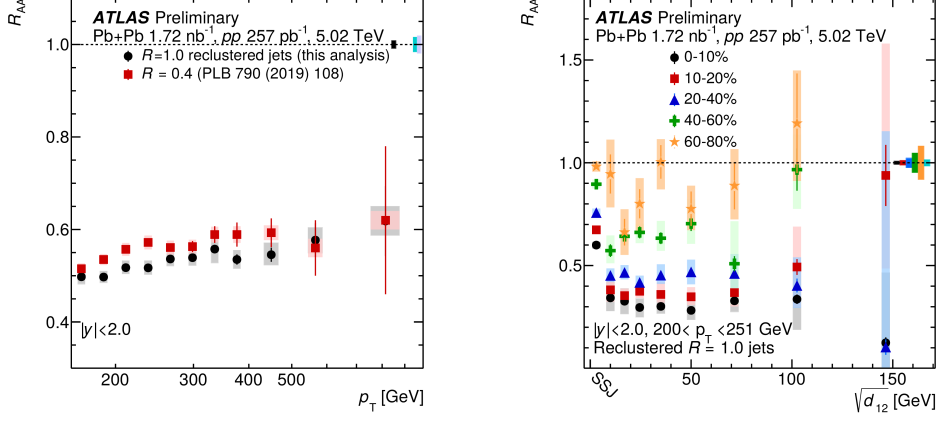 R_AA
ATLAS Preliminary
Pb+Pb 1.72 nb⁻¹, pp 257 pb⁻¹, 5.02 TeV
1.0
R=1.0 reclustered jets (this analysis)
R = 0.4 (PLB 790 (2019) 108)
0.8
0.6
0.4
|y|<2.0
200 300 400 500
p_T [GeV]
R_AA
ATLAS Preliminary
Pb+Pb 1.72 nb⁻¹, pp 257 pb⁻¹, 5.02 TeV
0-10%
1.5
10-20%
20-40%
40-60%
60-80%
1.0
0.5
|y|<2.0, 200< p_T <251 GeV
Reclustered R = 1.0 jets
SSJ 50 100 150
√d₁₂ [GeV]